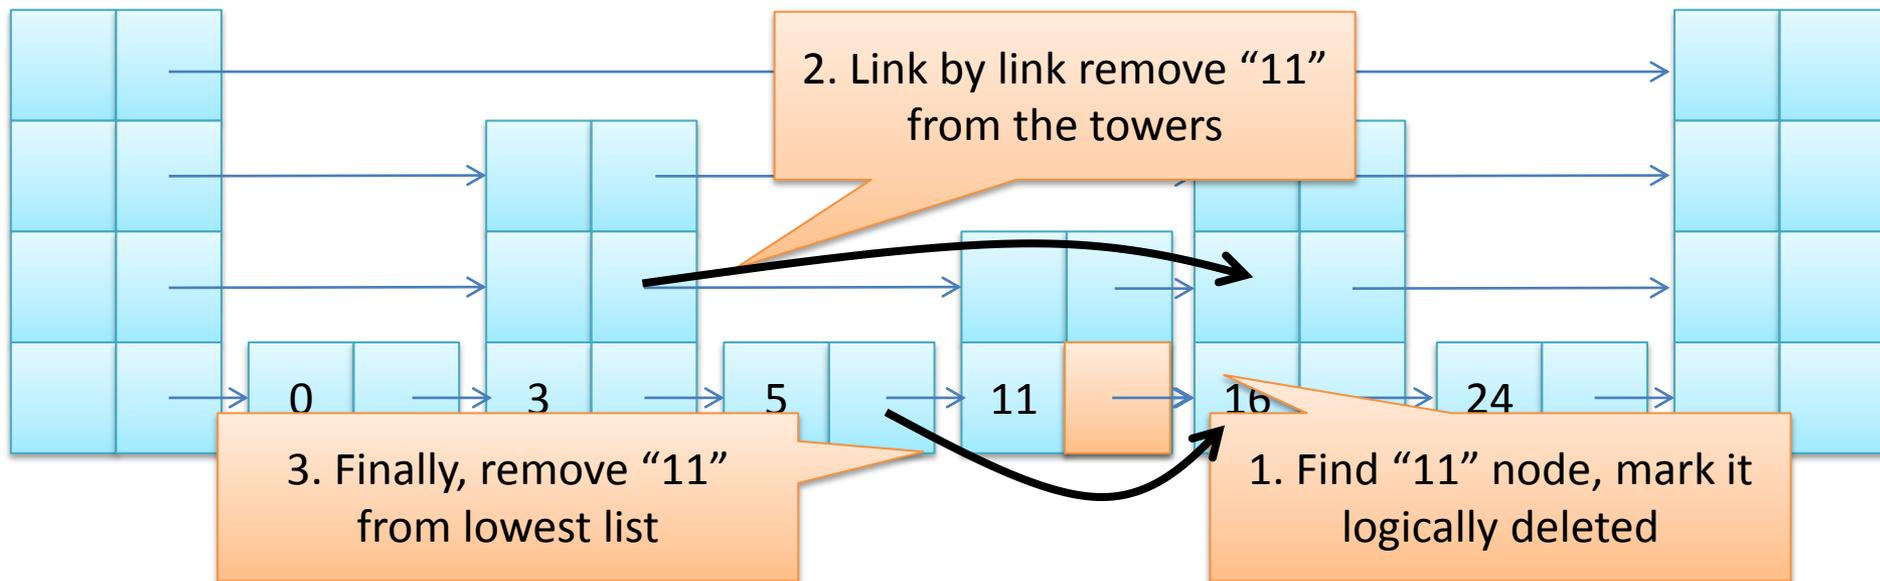 2. Link by link remove “11”
from the towers
0 3 5 11 16 24
3. Finally, remove “11”
from lowest list
1. Find “11” node, mark it
logically deleted